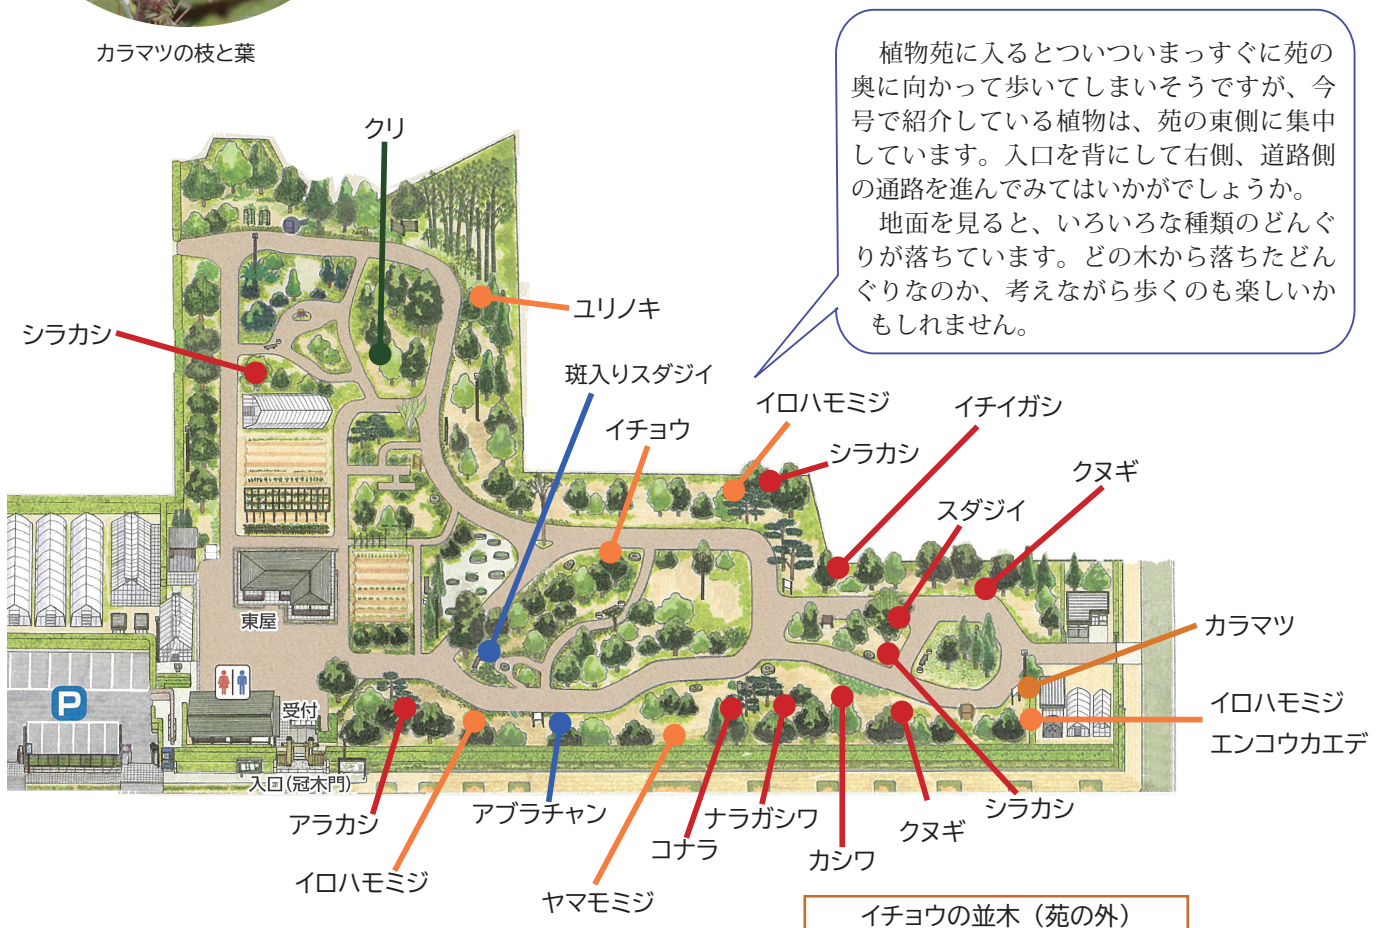 カラマツの枝と葉
植物苑に入るとついついまっすぐに苑の
奥に向かって歩いてしまいそうですが、今
号で紹介している植物は、苑の東側に集中
しています。入口を背にして右側、道路側
の通路を進んでみてはいかがでしょうか。
地面を見ると、いろいろな種類のどんぐ
りが落ちています。どの木から落ちたどん
ぐりなのか、考えながら歩くのも楽しいか
もしれません。
クリ
ユリノキ
シラカシ
斑入りスダジイ
イチョウ
イロハモミジ
シラカシ
イチイガシ
クヌギ
スダジイ
東屋
カラマツ
P
受付
イロハモミジ
エンコウカエデ
入口(冠木門)
アラカシ
アブラチャン
ナラガシワ
シラカシ
コナラ
クヌギ
カシワ
イロハモミジ
ヤマモミジ
イチョウの並木（苑の外）